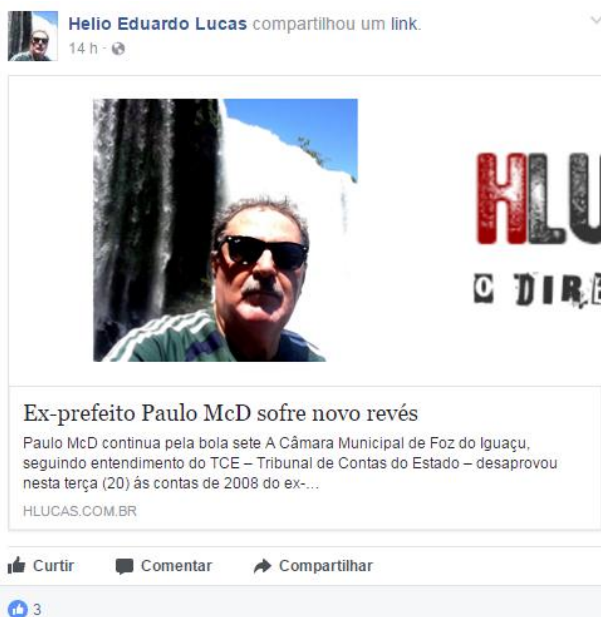 Helio Eduardo Lucas compartilhou um link.
14 h ·
HLU
O DIRE
Ex-prefeito Paulo McD sofre novo revés
Paulo McD continua pela bola sete A Câmara Municipal de Foz do Iguaçu,
seguindo entendimento do TCE – Tribunal de Contas do Estado – desaprovou
nesta terça (20) ás contas de 2008 do ex-...
HLUCAS.COM.BR
Curtir Comentar Compartilhar
3